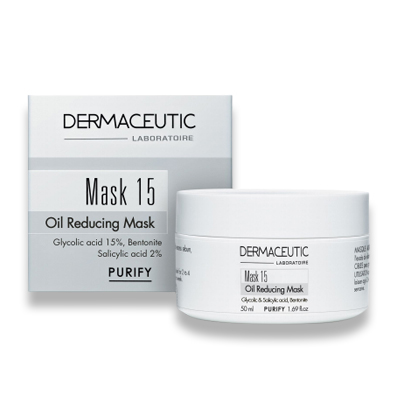 DERMACEUTIC
LABORATOIRE
Mask 15
Oil Reducing Mask
Glycolic acid 15%, Bentonite
Salicylic acid 2%
PURIFY
DERMACEUTIC
LABORATOIRE
Mask 15
Oil Reducing Mask
Glycolic & Salicylic acid, Bentonite
50 ml PURIFY 1.69 fl.oz